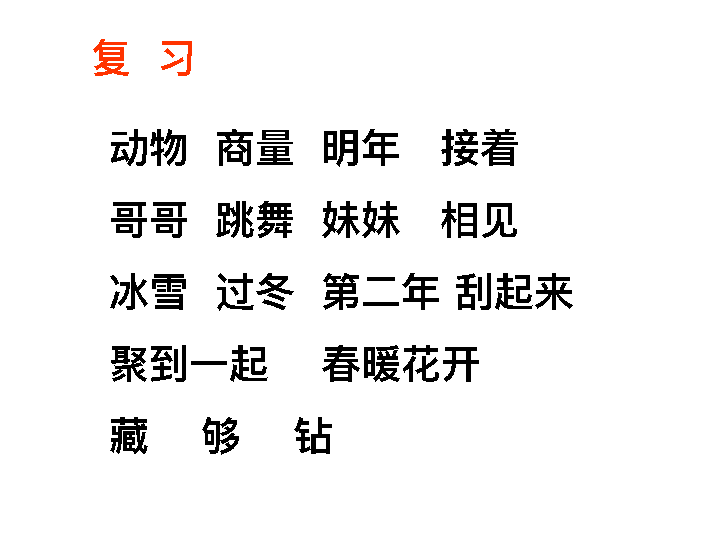 复 习
动物 商量 明年 接着
哥哥 跳舞 妹妹 相见
冰雪 过冬 第二年 刮起来
聚到一起 春暖花开
藏 够 钻